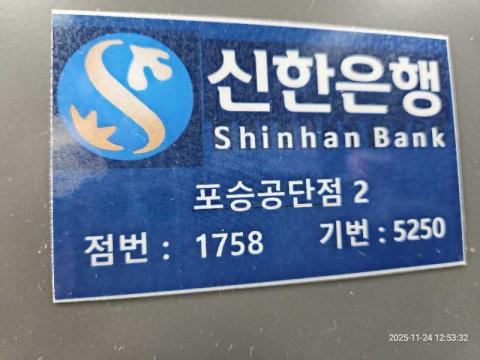 신한은행
Shinhan Bank
포승공단점 2
점번 : 1758 기번 : 5250
2025-11-24 12:53:32